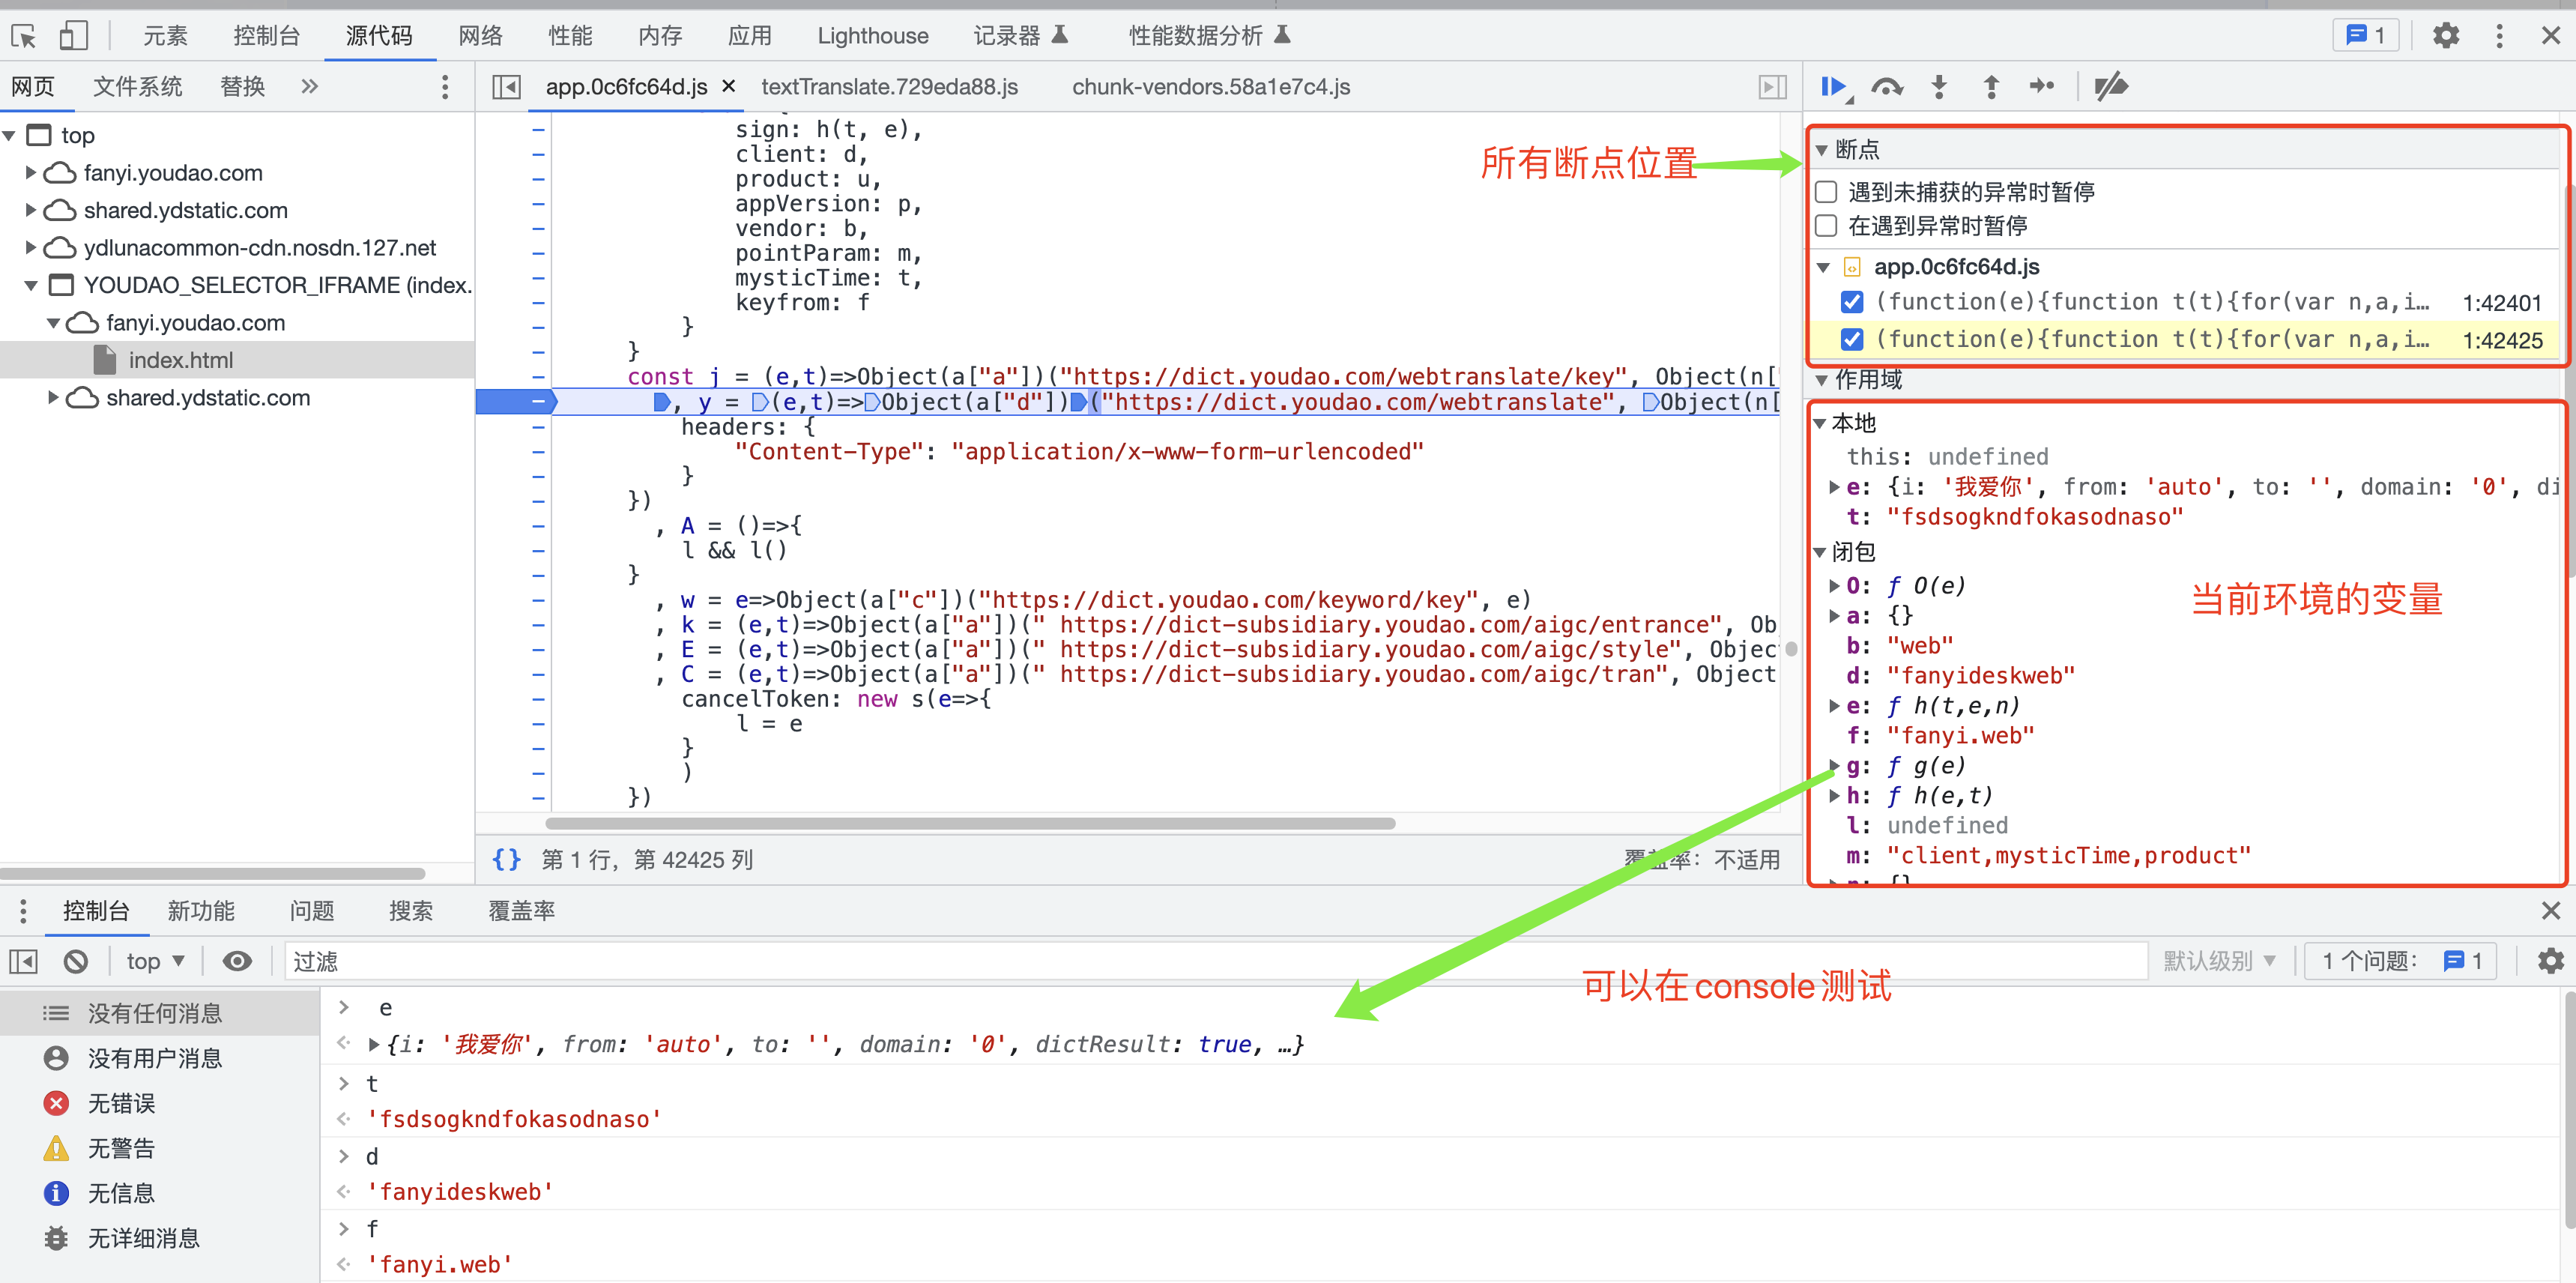 元素 控制台 源代码 网络 性能 内存 应用 Lighthouse 记录器 性能数据分析 1
网页 文件系统 替换
app.0c6fc64d.js textTranslate.729eda88.js chunk-vendors.58a1e7c4.js
top
fanyi.youdao.com
shared.ydstatic.com
ydlunacommon-cdn.nosdn.127.net
YOUDAO_SELECTOR_IFRAME (index.
fanyi.youdao.com
index.html
shared.ydstatic.com
sign: h(t, e),
client: d,
product: u,
appVersion: p,
vendor: b,
pointParam: m,
mysticTime: t,
keyfrom: f
}
}
const j = (e,t)=>Object(a["a"])("https://dict.youdao.com/webtranslate/key", Object(n["
, y = (e,t)=>Object(a["d"])("https://dict.youdao.com/webtranslate", Object(n[
headers: {
"Content-Type": "application/x-www-form-urlencoded"
}
})
, A = ()=>{
l && l()
}
, w = e=>Object(a["c"])("https://dict.youdao.com/keyword/key", e)
, k = (e,t)=>Object(a["a"])(" https://dict-subsidiary.youdao.com/aigc/entrance", Ob
, E = (e,t)=>Object(a["a"])(" https://dict-subsidiary.youdao.com/aigc/style", Objec
, C = (e,t)=>Object(a["a"])(" https://dict-subsidiary.youdao.com/aigc/tran", Object
cancelToken: new s(e=>{
l = e
}
)
})
{} 第 1 行，第 42425 列 覆盖率：不适用
所有断点位置
断点
遇到未捕获的异常时暂停
在遇到异常时暂停
app.0c6fc64d.js
(function(e){function t(t){for(var n,a,i… 1:42401
(function(e){function t(t){for(var n,a,i… 1:42425
作用域
本地
this: undefined
e: {i: '我爱你', from: 'auto', to: '', domain: '0', di
t: "fsdsogkndfokasodnaso"
闭包
O: ƒ O(e)
a: {}
b: "web"
d: "fanyideskweb"
e: ƒ h(t,e,n)
f: "fanyi.web"
g: ƒ g(e)
h: ƒ h(e,t)
l: undefined
m: "client,mysticTime,product"
n: {}
当前环境的变量
控制台 新功能 问题 搜索 覆盖率
top 过滤 默认级别 1 个问题： 1
可以在console测试
没有任何消息
没有用户消息
无错误
无警告
无信息
无详细消息
> e
{i: '我爱你', from: 'auto', to: '', domain: '0', dictResult: true, …}
> t
'fsdsogkndfokasodnaso'
> d
'fanyideskweb'
> f
'fanyi.web'